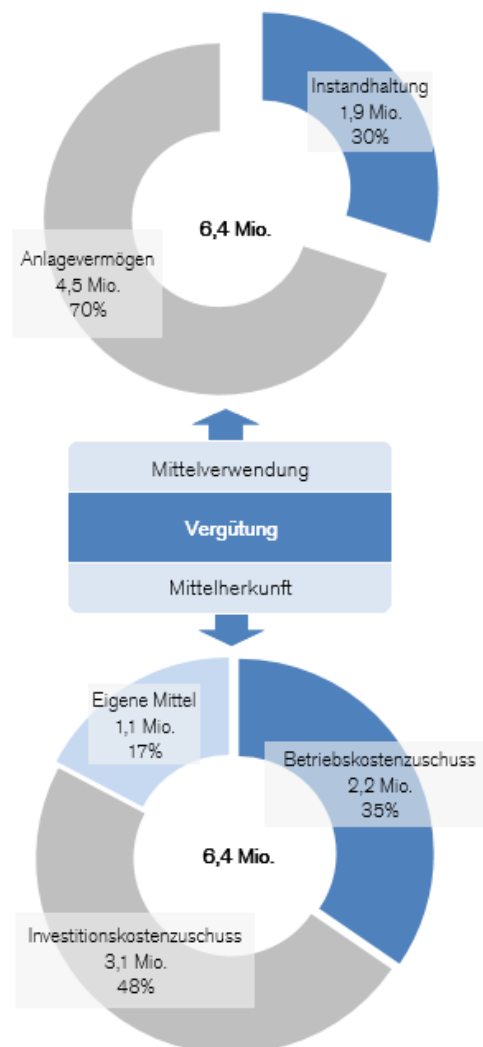 Instandhaltung
1,9 Mio.
30%
6,4 Mio.
Anlagevermögen
4,5 Mio.
70%
Mittelverwendung
Vergütung
Mittelherkunft
Eigene Mittel
1,1 Mio.
17%
Betriebskostenzuschuss
2,2 Mio.
35%
6,4 Mio.
Investitionskostenzuschuss
3,1 Mio.
48%